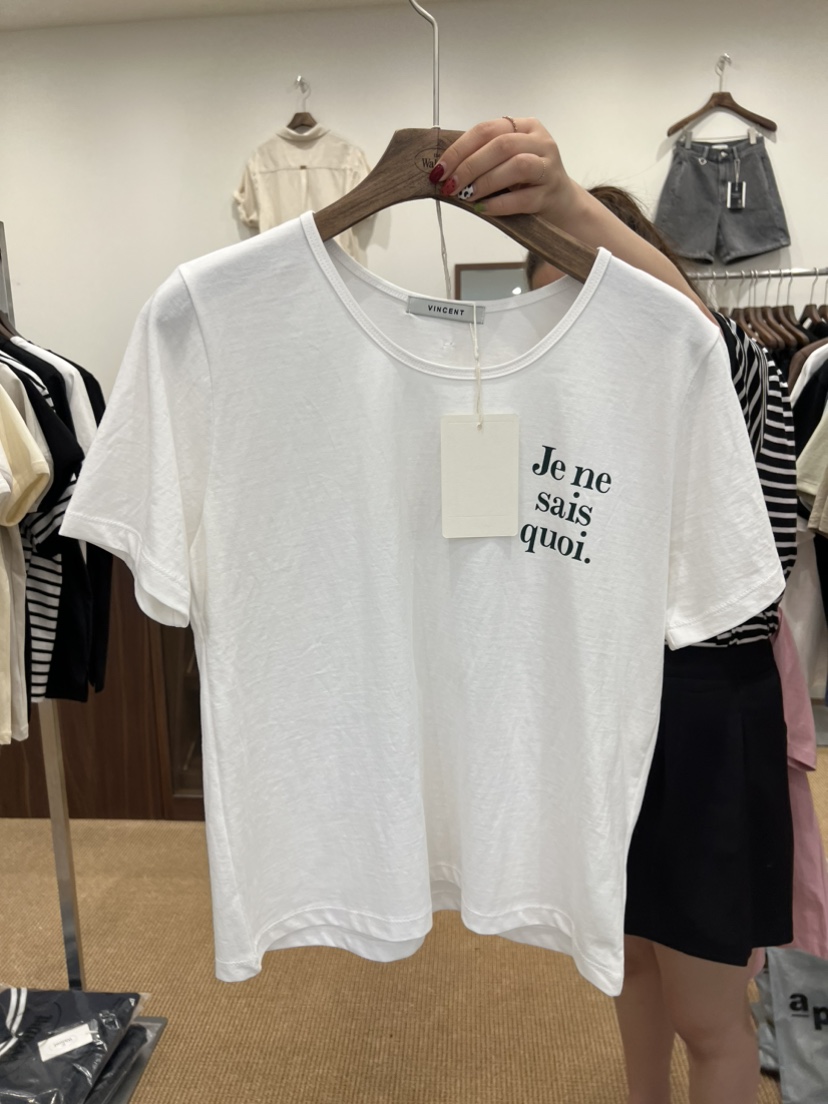 VINCENT
Je ne
sais
quoi.